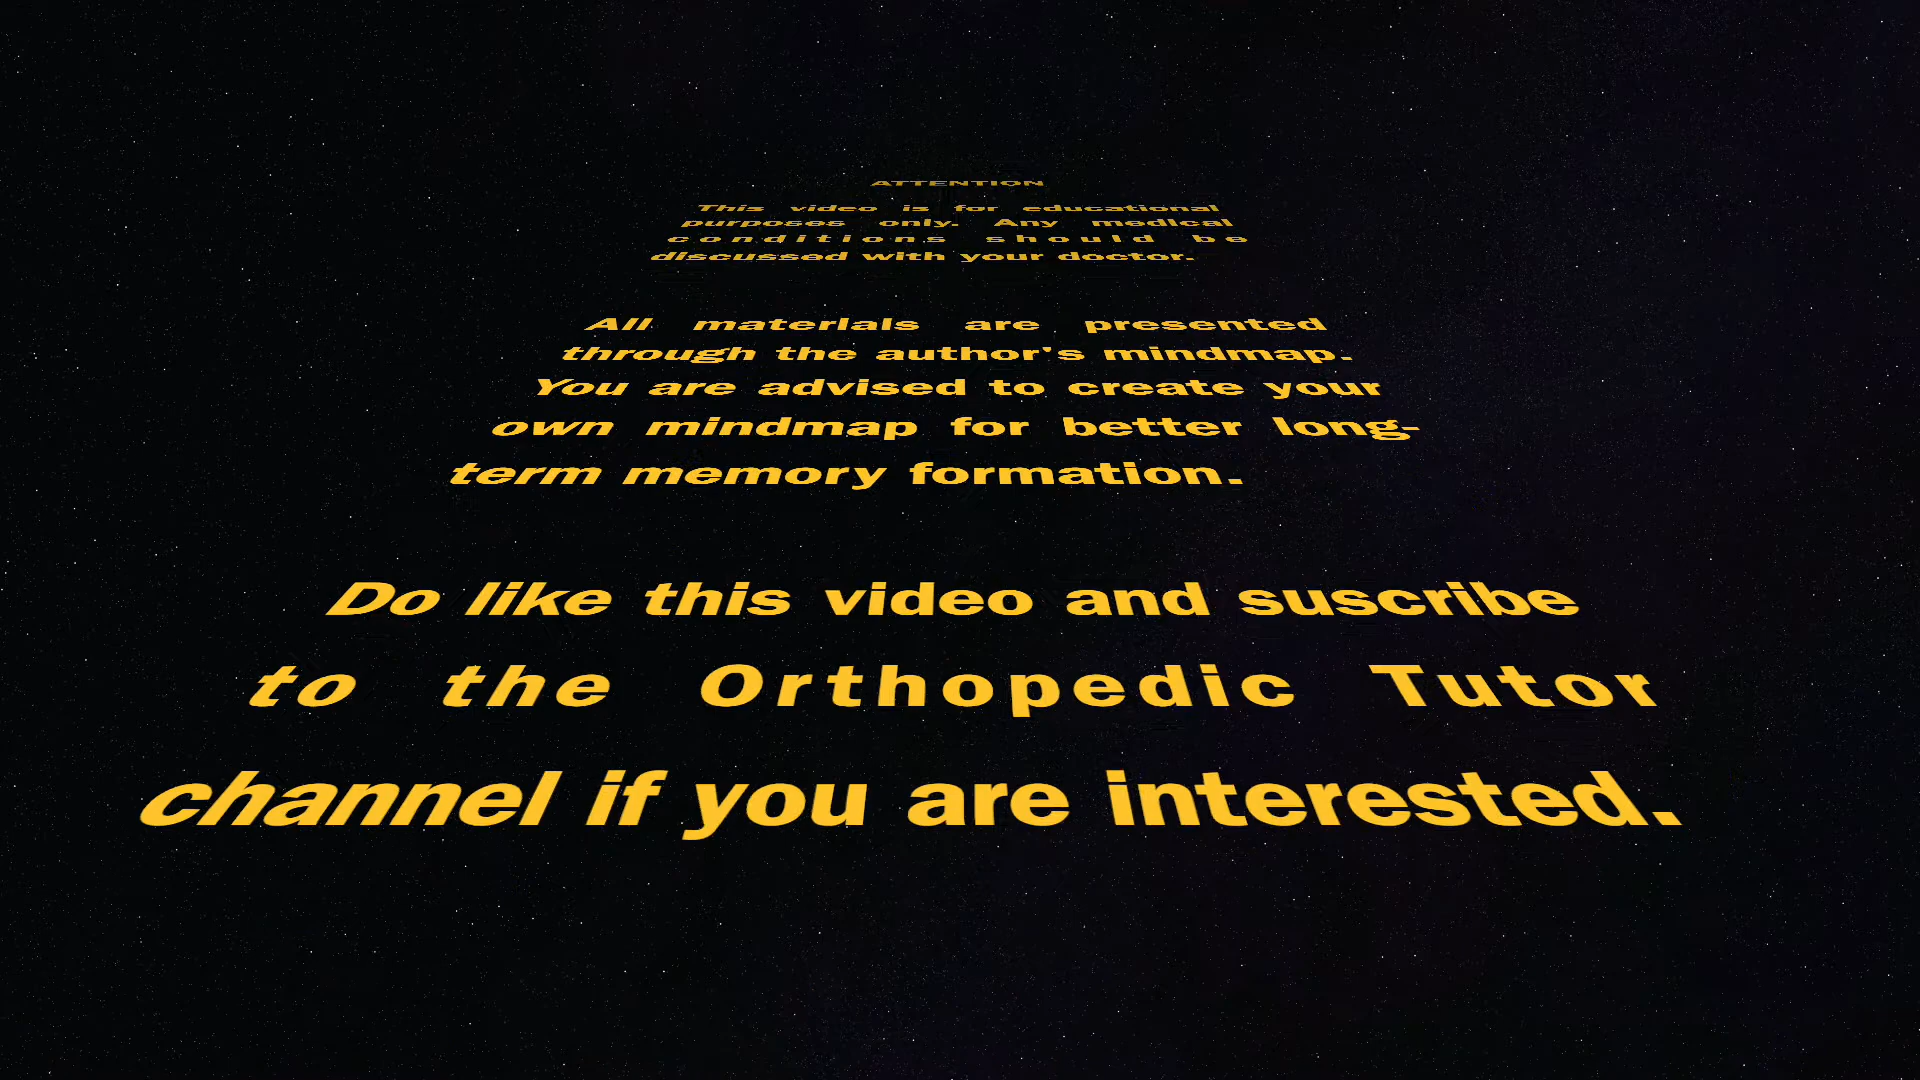 ATTENTION
This video is for educational
purposes only. Any medical
conditions should be
discussed with your doctor.
All materials are presented
through the author's mindmap.
You are advised to create your
own mindmap for better long-
term memory formation.
Do like this video and suscribe
to the Orthopedic Tutor
channel if you are interested.